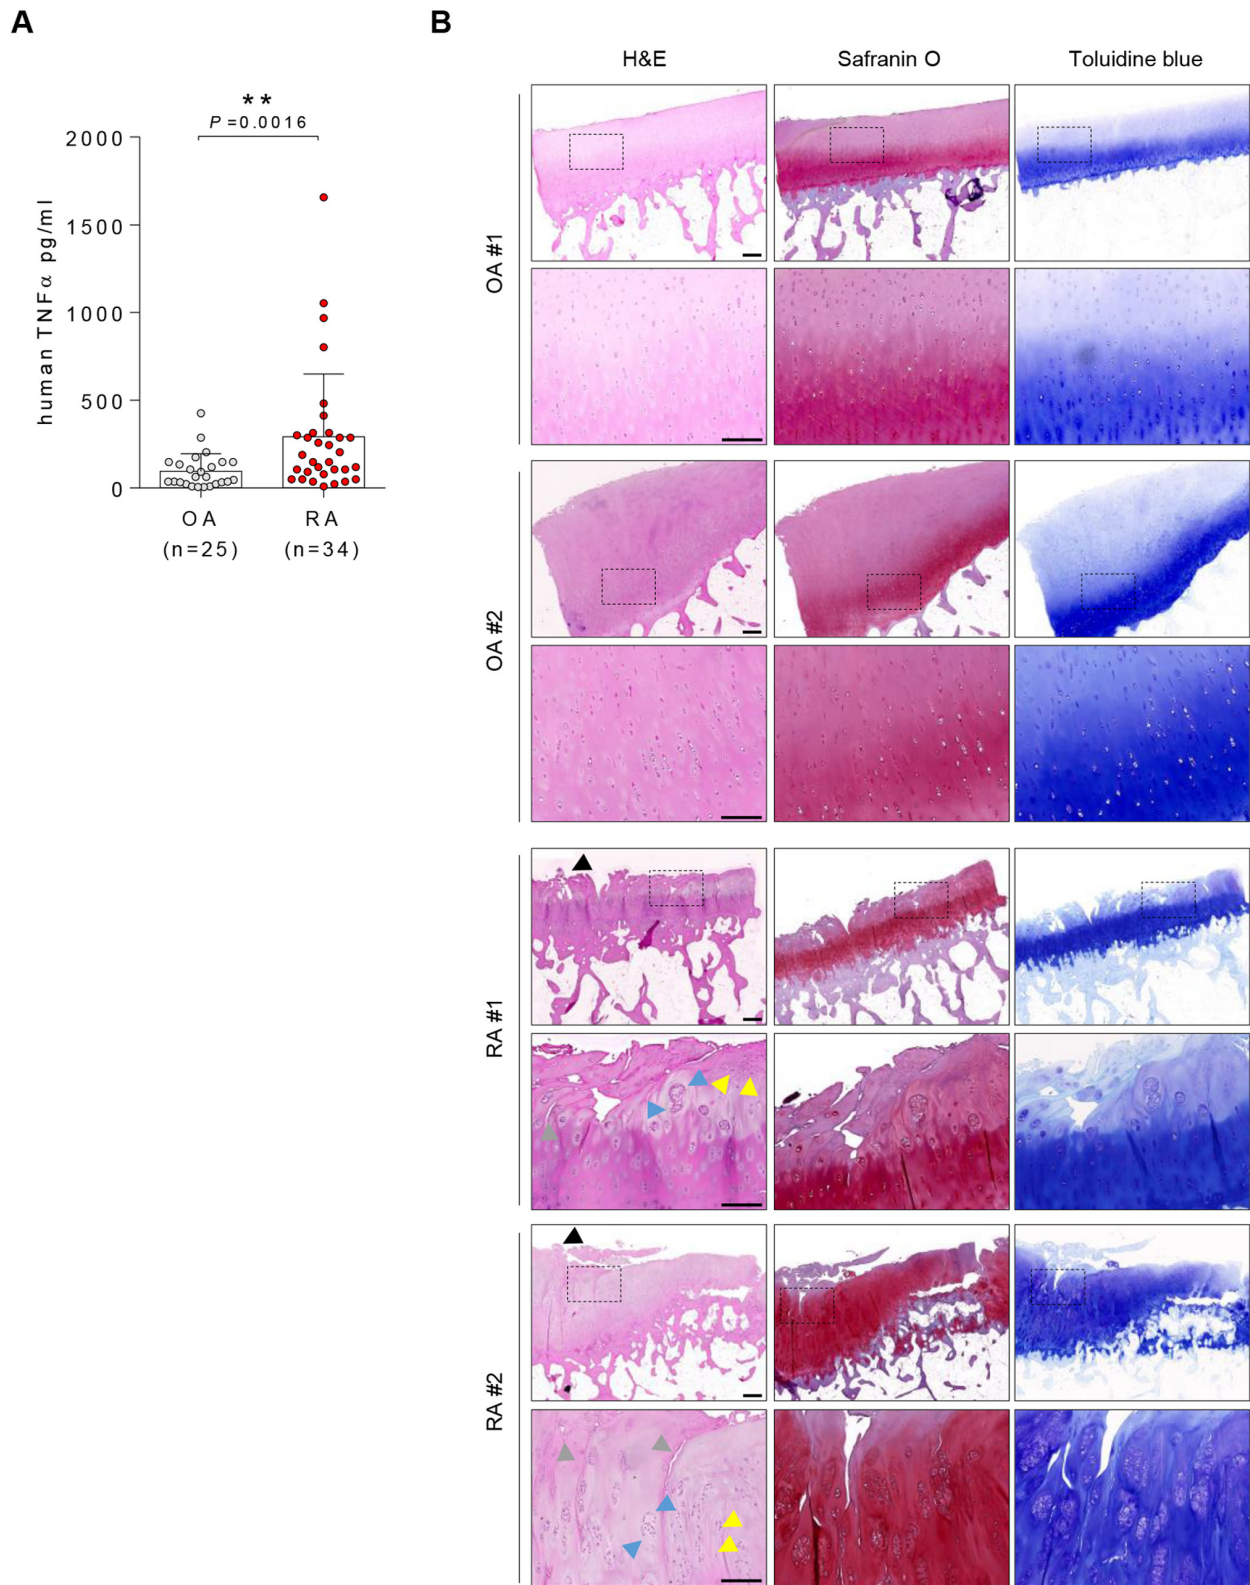 A
B
H&E
Safranin O
Toluidine blue
**
P=0.0016
2000
1500
1000
500
0
human TNFα pg/ml
OA
RA
(n=25)
(n=34)
OA #1
OA #2
RA #1
RA #2